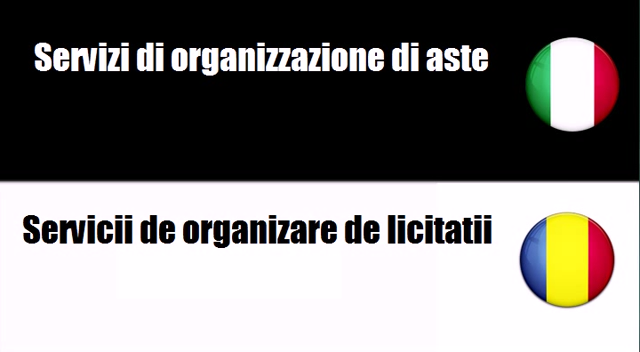 Servizi di organizzazione di aste
Servicii de organizare de licitatii